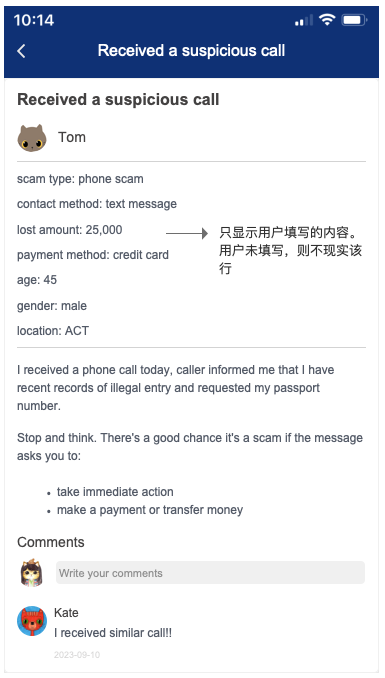 10:14
Received a suspicious call
Received a suspicious call
Tom
scam type: phone scam
contact method: text message
lost amount: 25,000
只显示用户填写的内容。
用户未填写，则不现实该
行
payment method: credit card
age: 45
gender: male
location: ACT
I received a phone call today, caller informed me that I have
recent records of illegal entry and requested my passport
number.
Stop and think. There's a good chance it's a scam if the message
asks you to:
• take immediate action
• make a payment or transfer money
Comments
Write your comments
Kate
I received similar call!!
2023-09-10